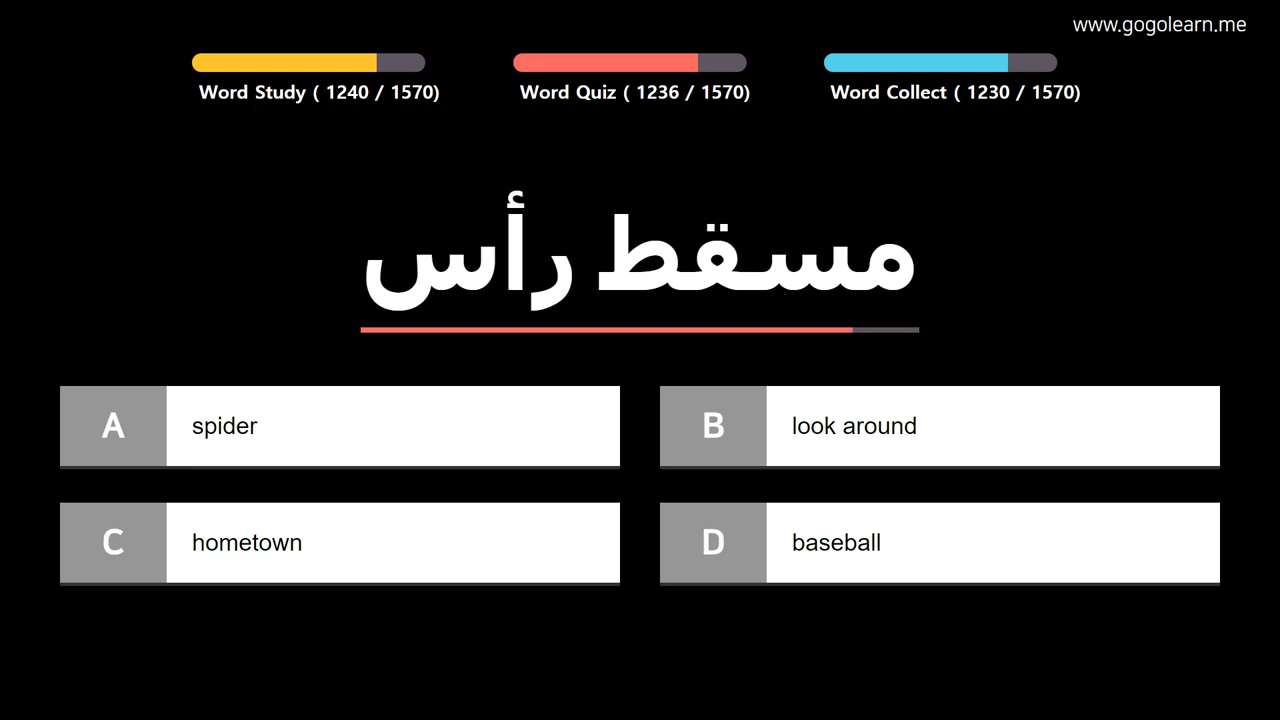 www.gogolearn.me
Word Study ( 1240 / 1570)
Word Quiz ( 1236 / 1570)
Word Collect ( 1230 / 1570)
مسقط رأس
A spider
B look around
C hometown
D baseball